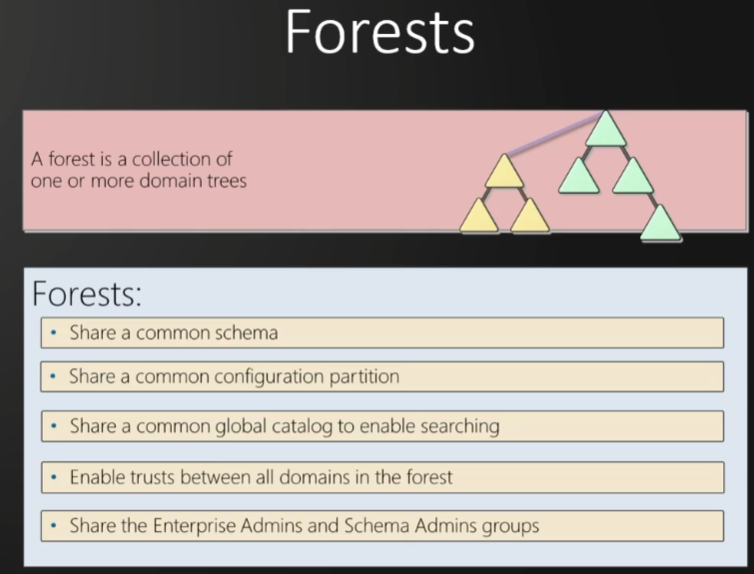 Forests
A forest is a collection of
one or more domain trees
Forests:
• Share a common schema
• Share a common configuration partition
• Share a common global catalog to enable searching
• Enable trusts between all domains in the forest
• Share the Enterprise Admins and Schema Admins groups